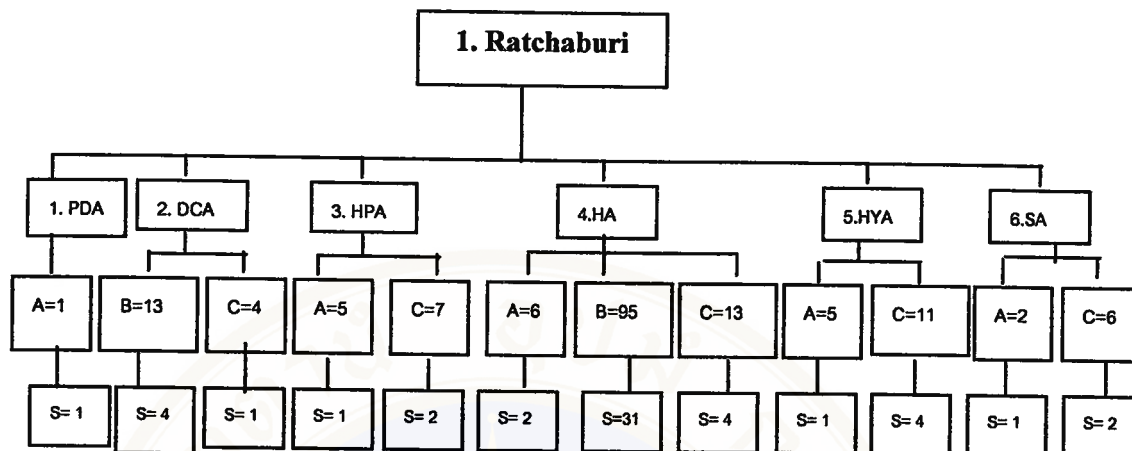 1. Ratchaburi
1. PDA 2. DCA 3. HPA 4.HA 5.HYA 6.SA
A=1 B=13 C=4 A=5 C=7 A=6 B=95 C=13 A=5 C=11 A=2 C=6
S= 1 S= 4 S= 1 S= 1 S= 2 S= 2 S=31 S= 4 S= 1 S= 4 S= 1 S= 2